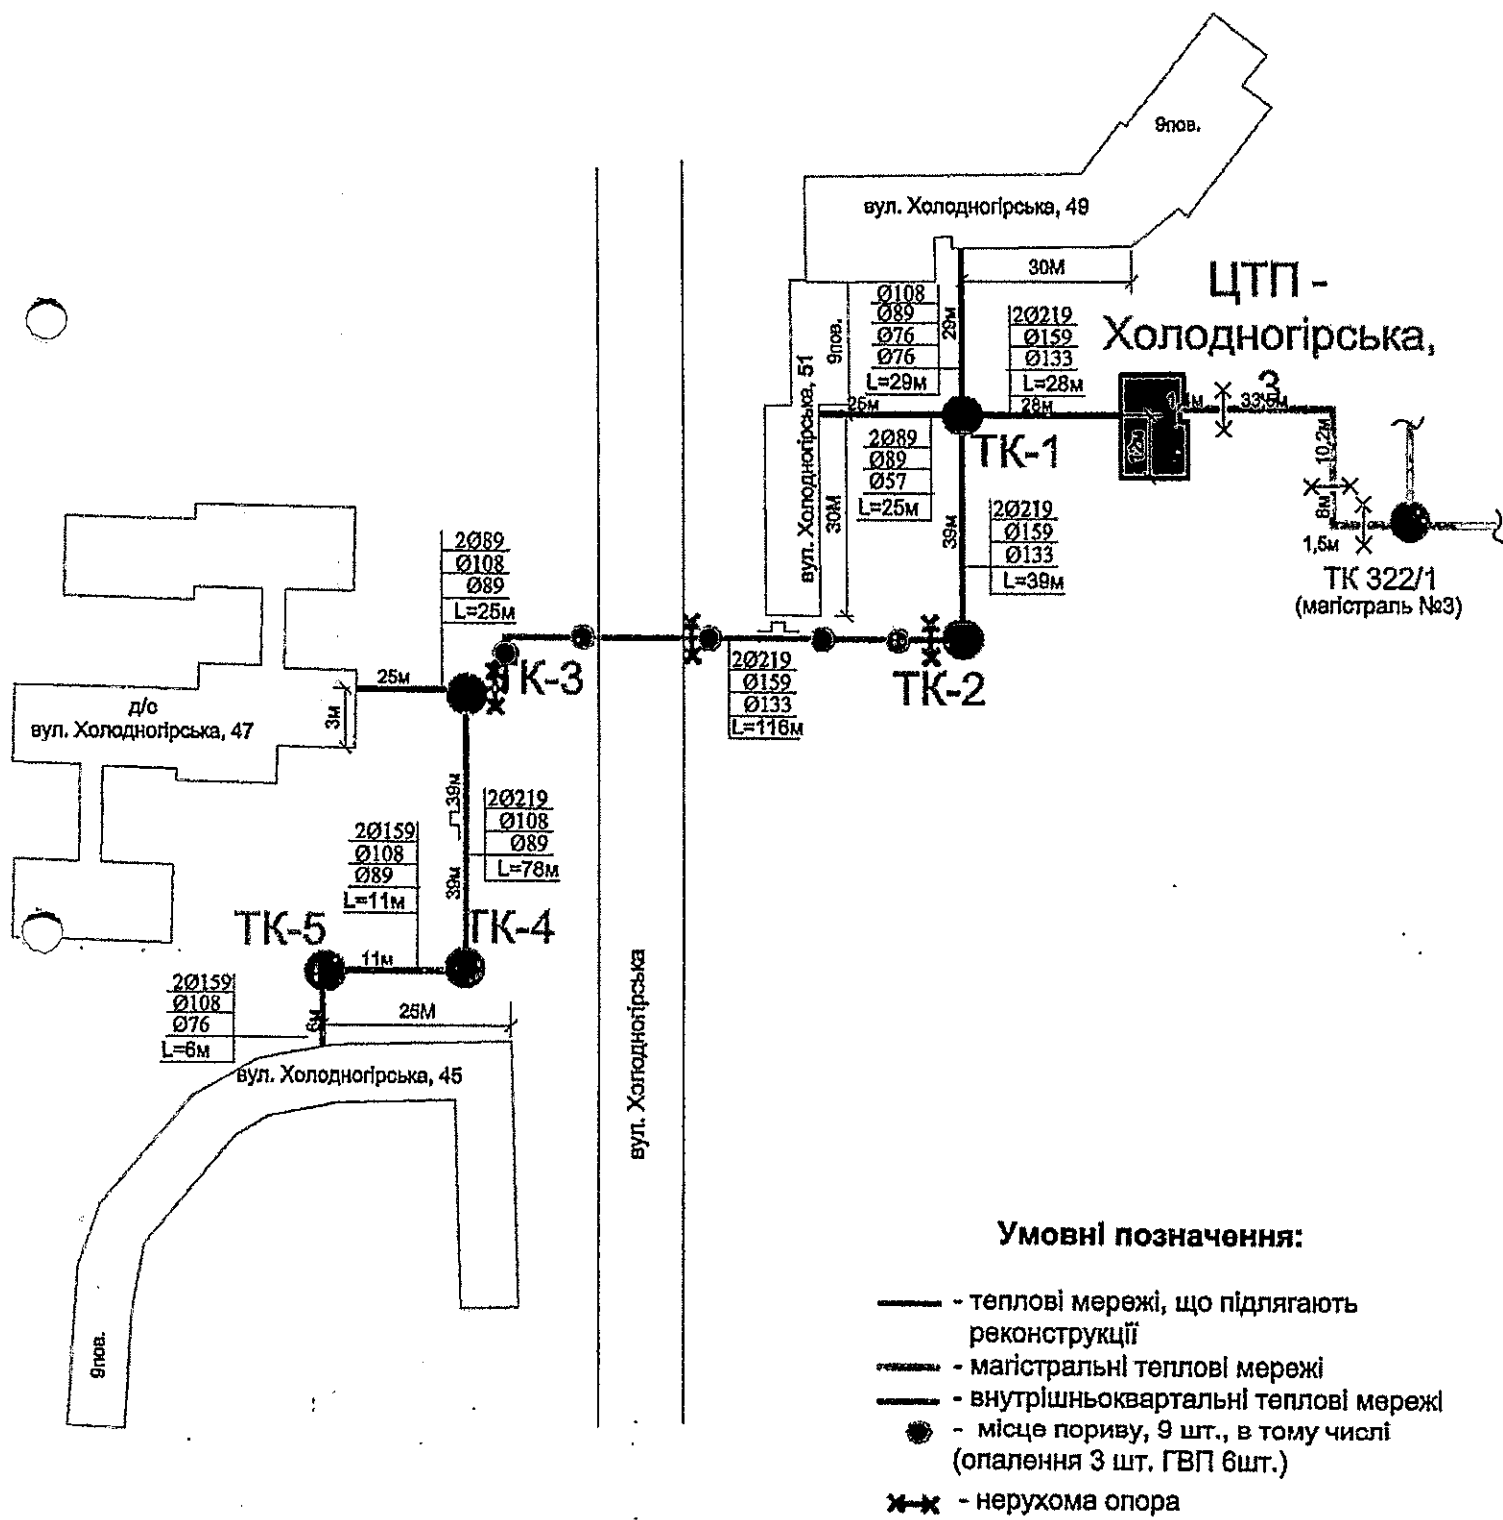 9пов.
вул. Холодногірська, 49
30М
ЦТП -
Холодногірська,
3
Ø108
Ø89
Ø76
Ø76
L=29м
29м
2Ø219
Ø159
Ø133
L=28м
28м
9пов.
вул. Холодногірська, 51
30М
ТК-1
2Ø89
Ø89
Ø57
L=25м
33,5м
10,2м
8м
1,5м
ТК 322/1
(магістраль №3)
39м
2Ø219
Ø159
Ø133
L=39м
2Ø89
Ø108
Ø89
L=25м
25м
К-3
2Ø219
Ø159
Ø133
L=116м
ТК-2
д/с
вул. Холодногірська, 47
3м
39м
39м
2Ø219
Ø108
Ø89
L=78м
2Ø159
Ø108
Ø89
L=11м
ТК-5
ТК-4
11м
2Ø159
Ø108
Ø76
L=6м
6м
вул. Холодногірська, 45
вул. Холодногірська
9пов.
Умовні позначення:
- теплові мережі, що підлягають
реконструкції
- магістральні теплові мережі
- внутрішньоквартальні теплові мережі
- місце пориву, 9 шт., в тому числі
(опалення 3 шт. ГВП 6шт.)
- нерухома опора